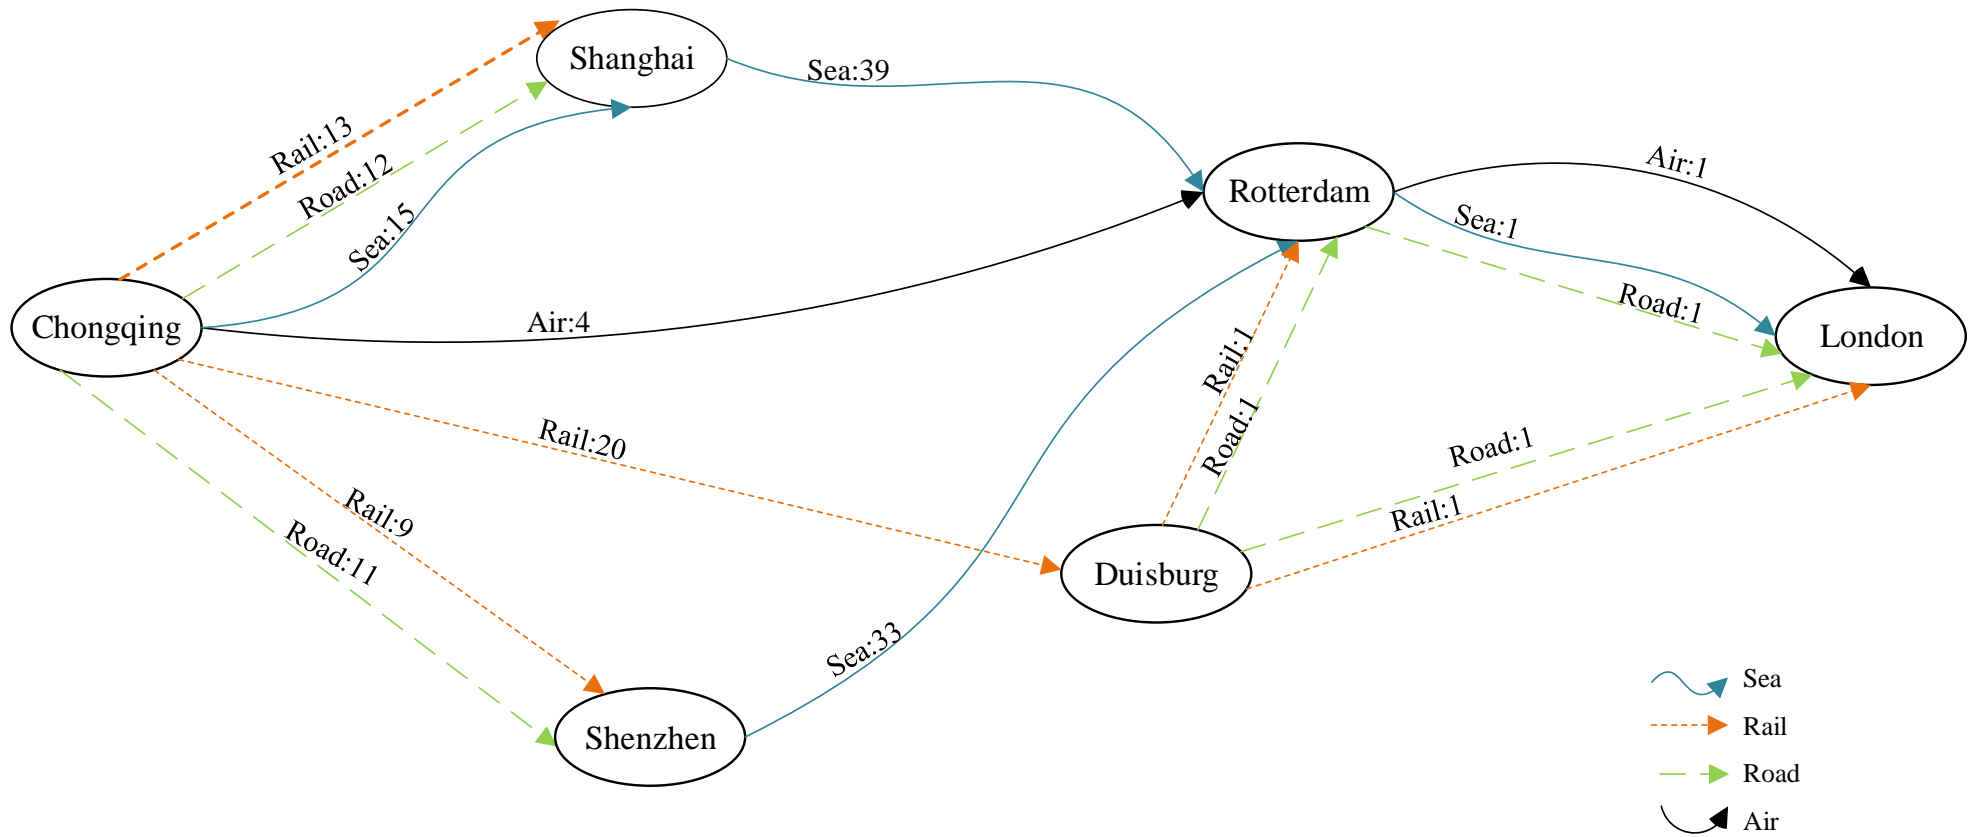 Shanghai
Sea:39
Rail:13
Road:12
Sea:15
Air:1
Rotterdam
Sea:1
Road:1
Chongqing
Air:4
London
Rail:1
Road:1
Rail:20
Road:1
Rail:1
Rail:9
Road:11
Duisburg
Sea:33
Shenzhen
Sea
Rail
Road
Air